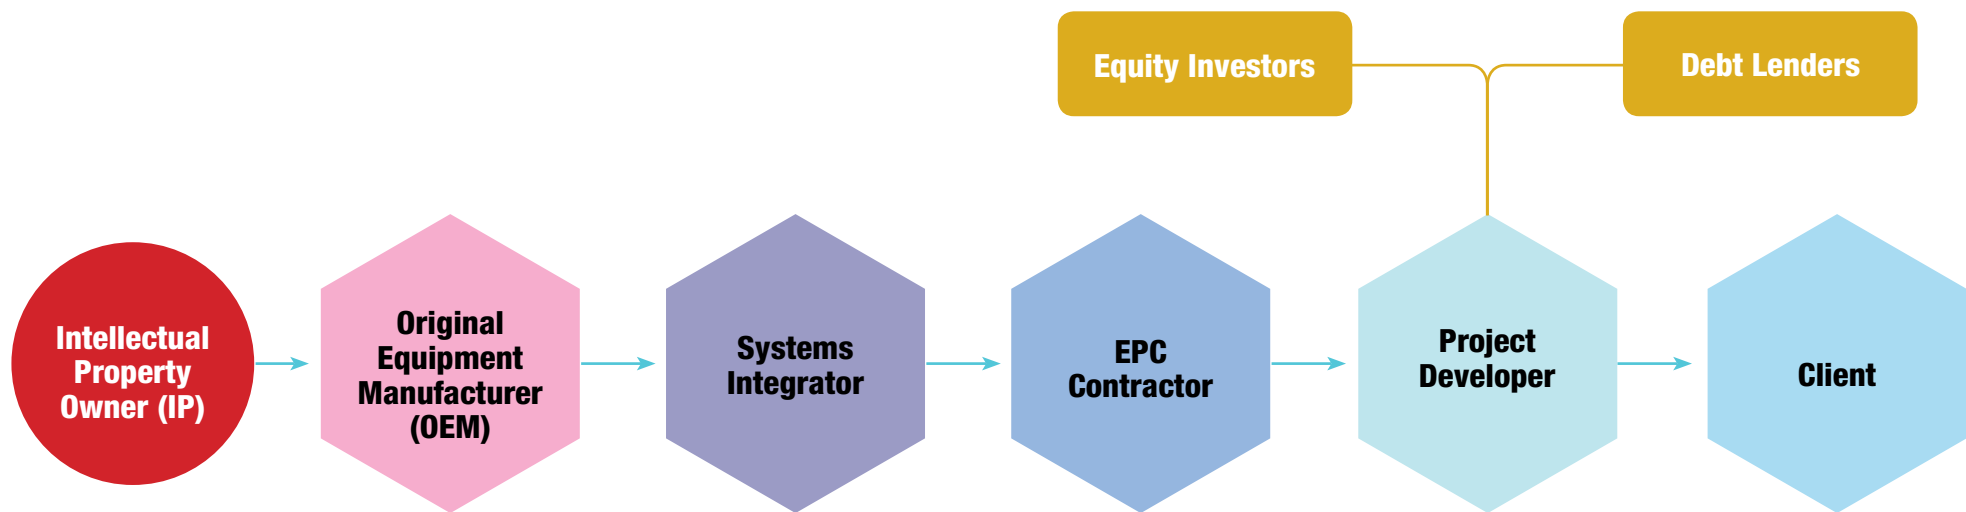 Equity Investors
Debt Lenders
Intellectual
Property
Owner (IP)
Original
Equipment
Manufacturer
(OEM)
Systems
Integrator
EPC
Contractor
Project
Developer
Client